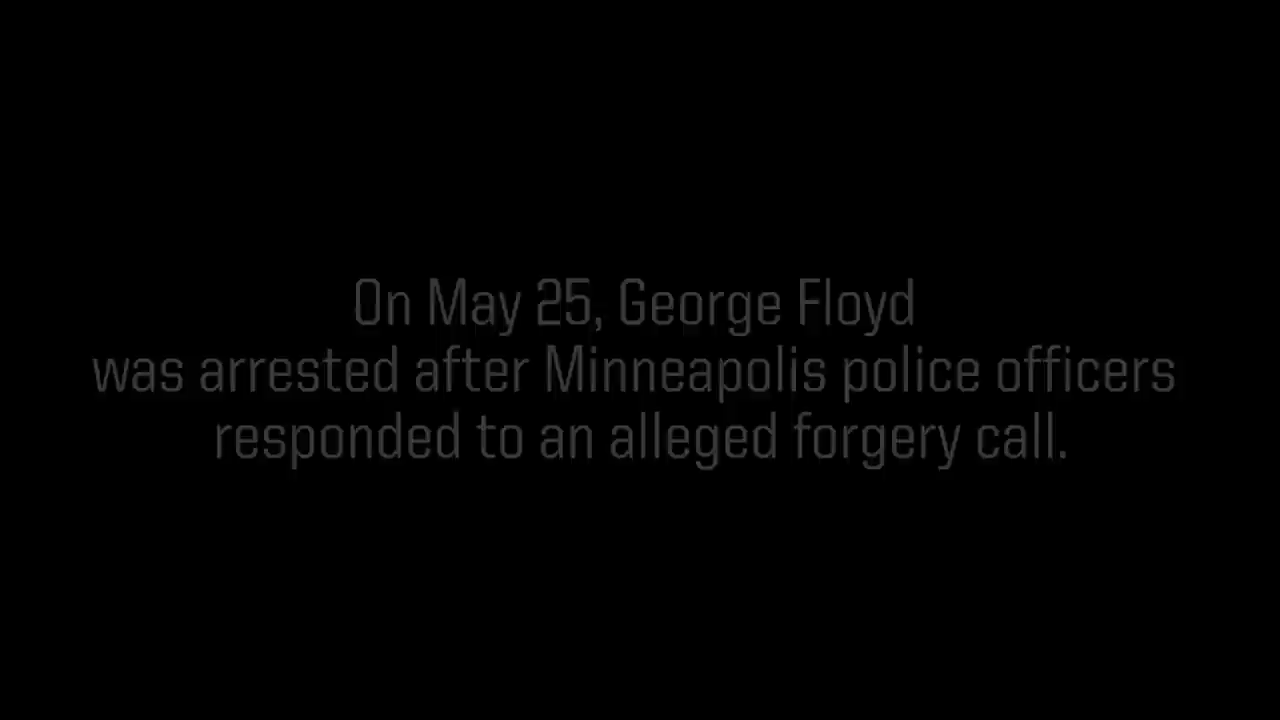 On May 25, George Floyd
was arrested after Minneapolis police officers
responded to an alleged forgery call.